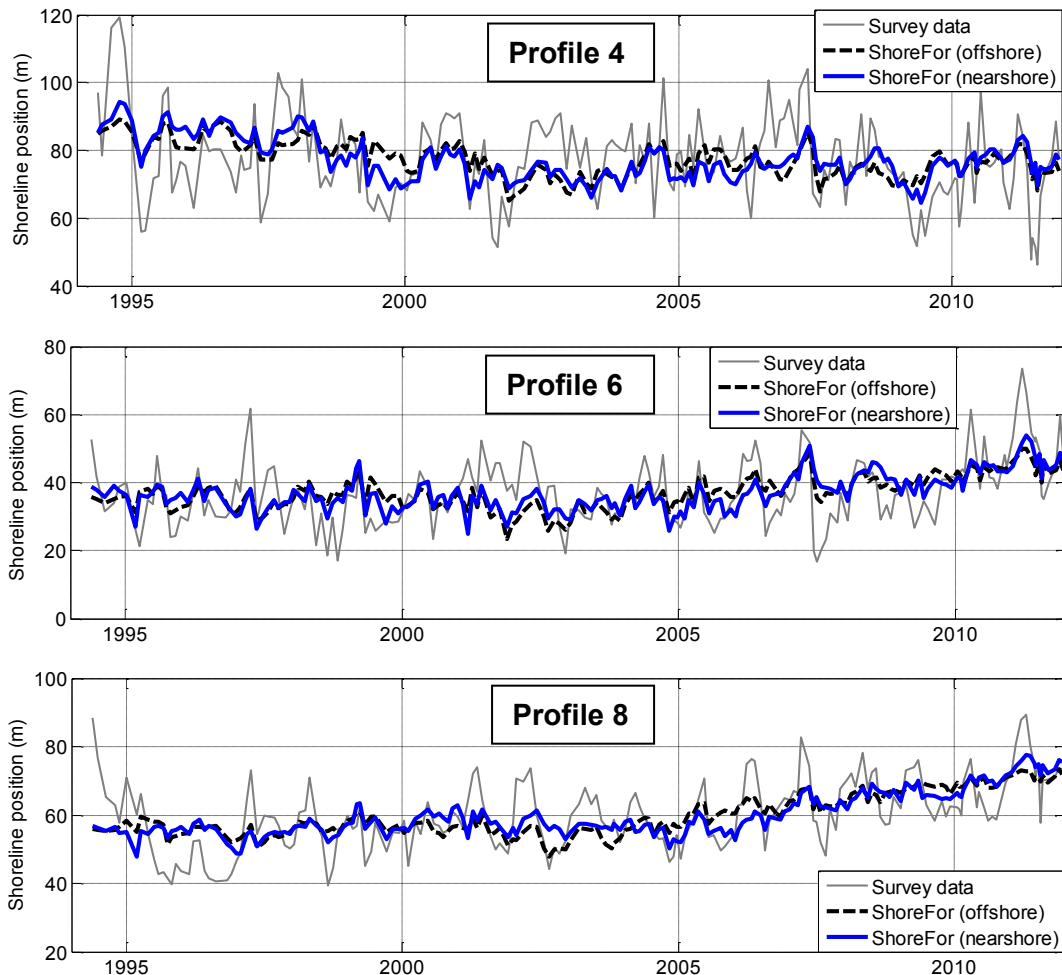 120
100
80
60
40
Shoreline position (m)
Profile 4
Survey data
ShoreFor (offshore)
ShoreFor (nearshore)
1995
2000
2005
2010
80
60
40
20
0
Shoreline position (m)
Profile 6
Survey data
ShoreFor (offshore)
ShoreFor (nearshore)
1995
2000
2005
2010
100
80
60
40
20
Shoreline position (m)
Profile 8
Survey data
ShoreFor (offshore)
ShoreFor (nearshore)
1995
2000
2005
2010